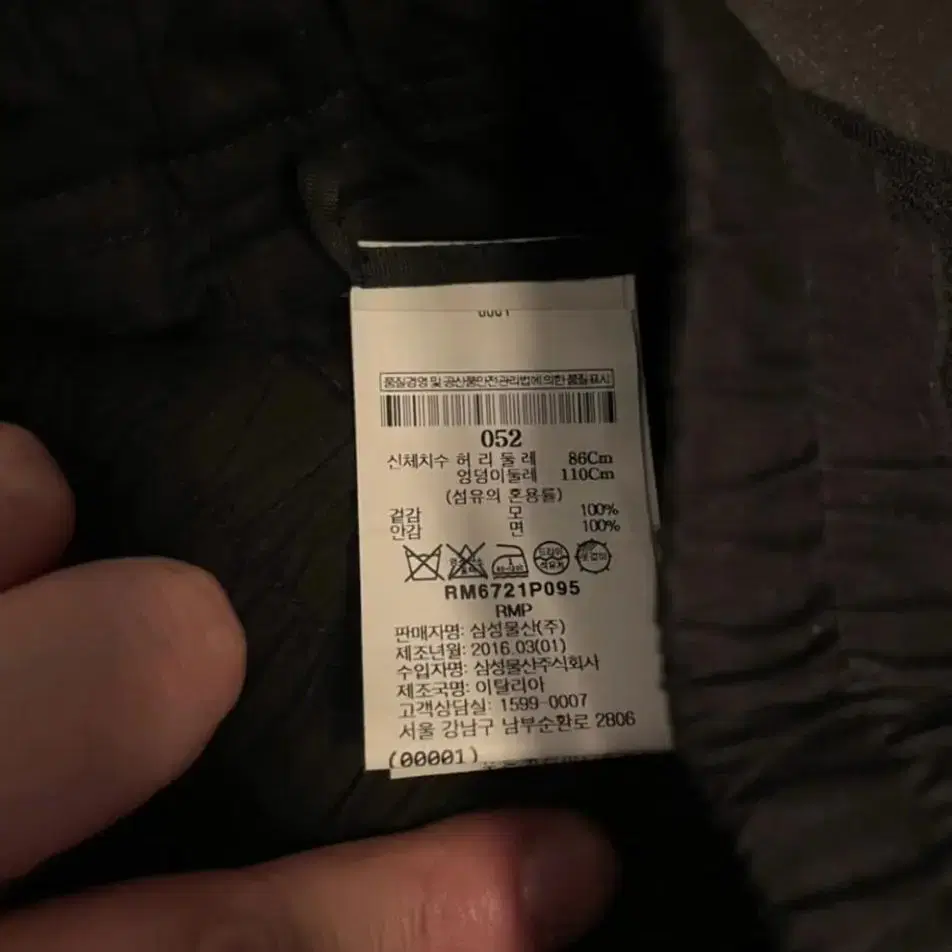 0001
품질경영 및 공산품안전관리법에 의한 품질표시
052
신체치수 허 리 둘 레 86Cm
엉덩이둘레 110Cm
(섬유의 혼용률)
겉감 모 100%
안감 면 100%
RM6721P095
RMP
판매자명: 삼성물산(주)
제조년월: 2016.03(01)
수입자명: 삼성물산주식회사
제조국명: 이탈리아
고객상담실: 1599-0007
서울 강남구 남부순환로 2806
(00001)